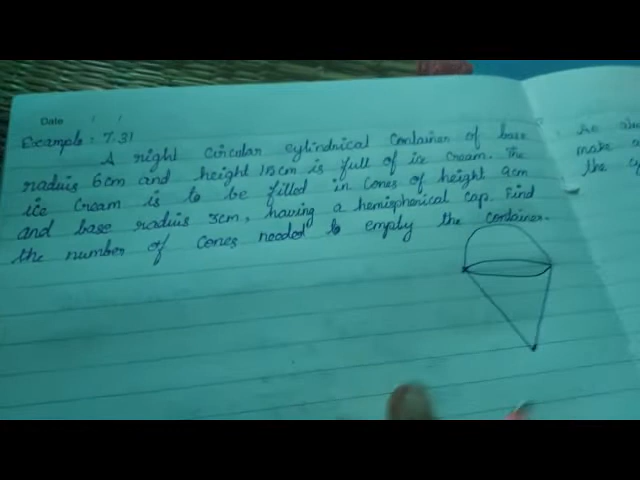 Date / /
Example : 7.31
A right circular cylindrical container of base
radius 6cm and height 15cm is full of ice cream. The
ice cream is to be filled in cones of height 9cm
and base radius 3cm, having a hemispherical cap. Find
the number of cones needed to empty the container.
make
the